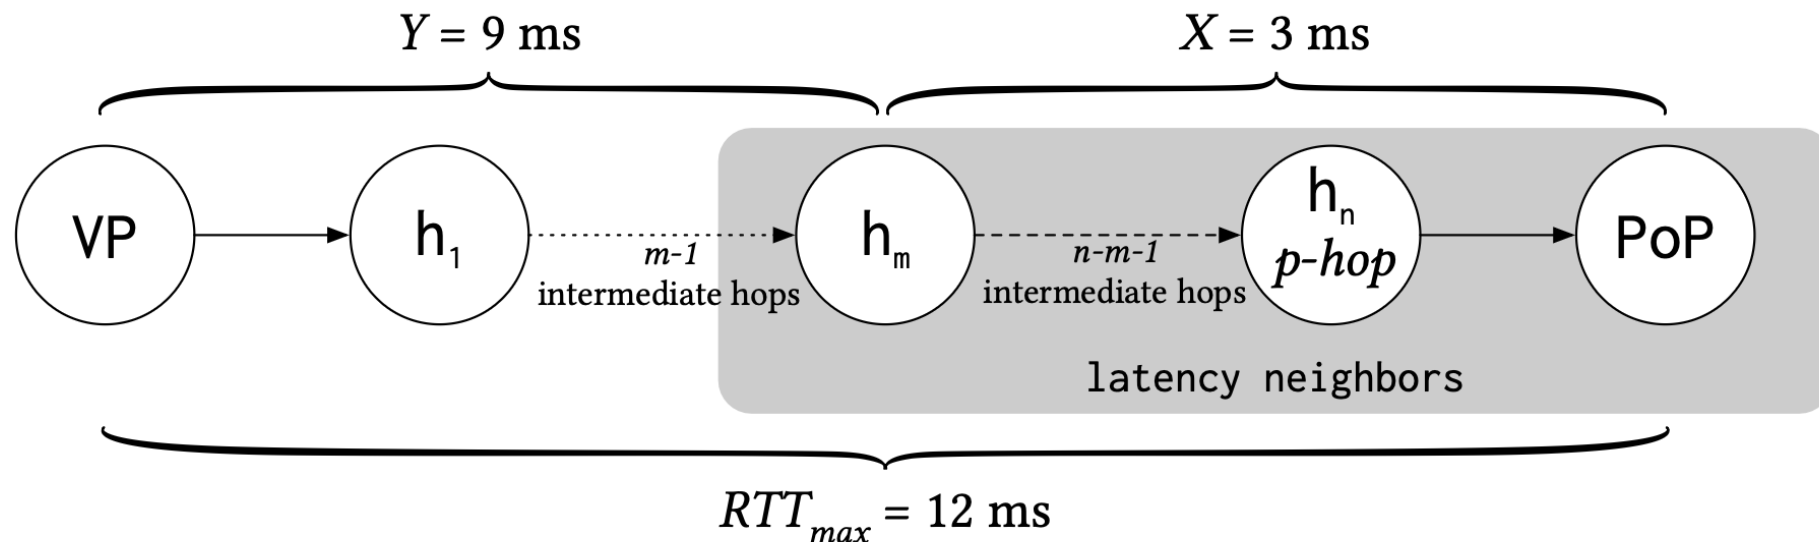 Y = 9 ms
X = 3 ms
VP
h₁
m-1
intermediate hops
hₘ
n-m-1
intermediate hops
hₙ
p-hop
PoP
latency neighbors
RTTₘₐₓ = 12 ms